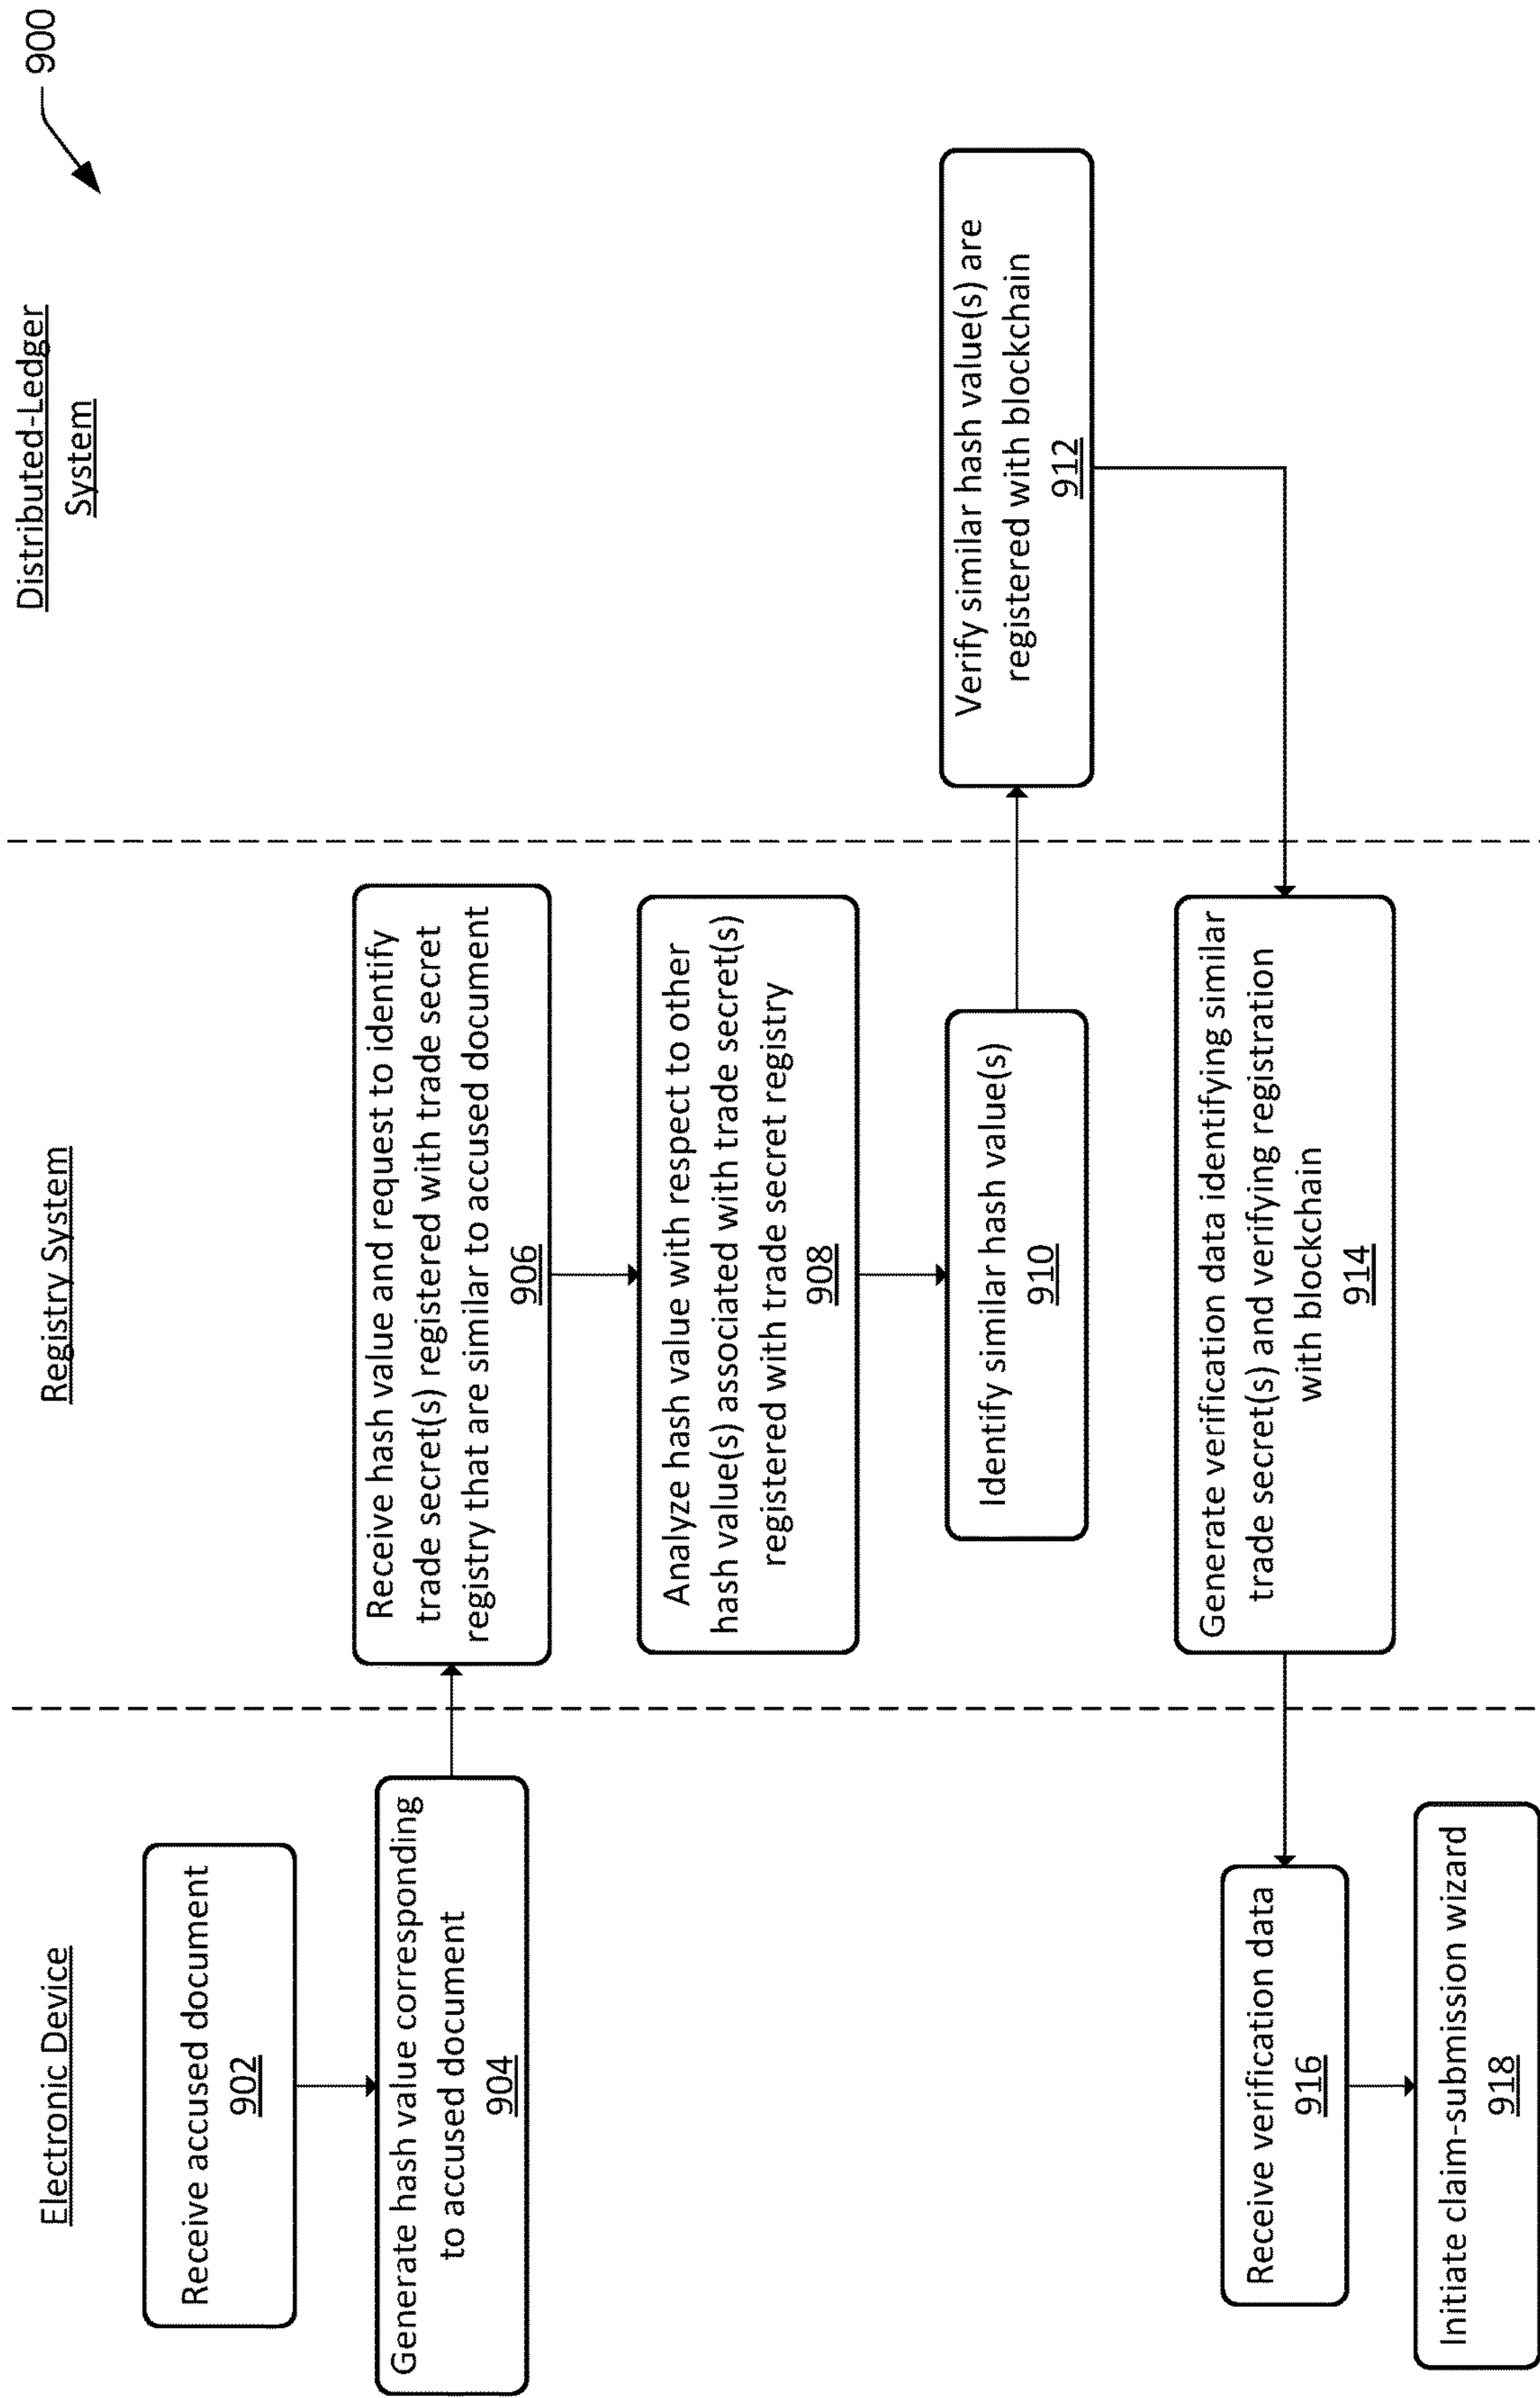 900
Electronic Device
Registry System
Distributed-Ledger
System
Receive accused document
902
Generate hash value corresponding
to accused document
904
Receive hash value and request to identify
trade secret(s) registered with trade secret
registry that are similar to accused document
906
Analyze hash value with respect to other
hash value(s) associated with trade secret(s)
registered with trade secret registry
908
Identify similar hash value(s)
910
Verify similar hash value(s) are
registered with blockchain
912
Generate verification data identifying similar
trade secret(s) and verifying registration
with blockchain
914
Receive verification data
916
Initiate claim-submission wizard
918